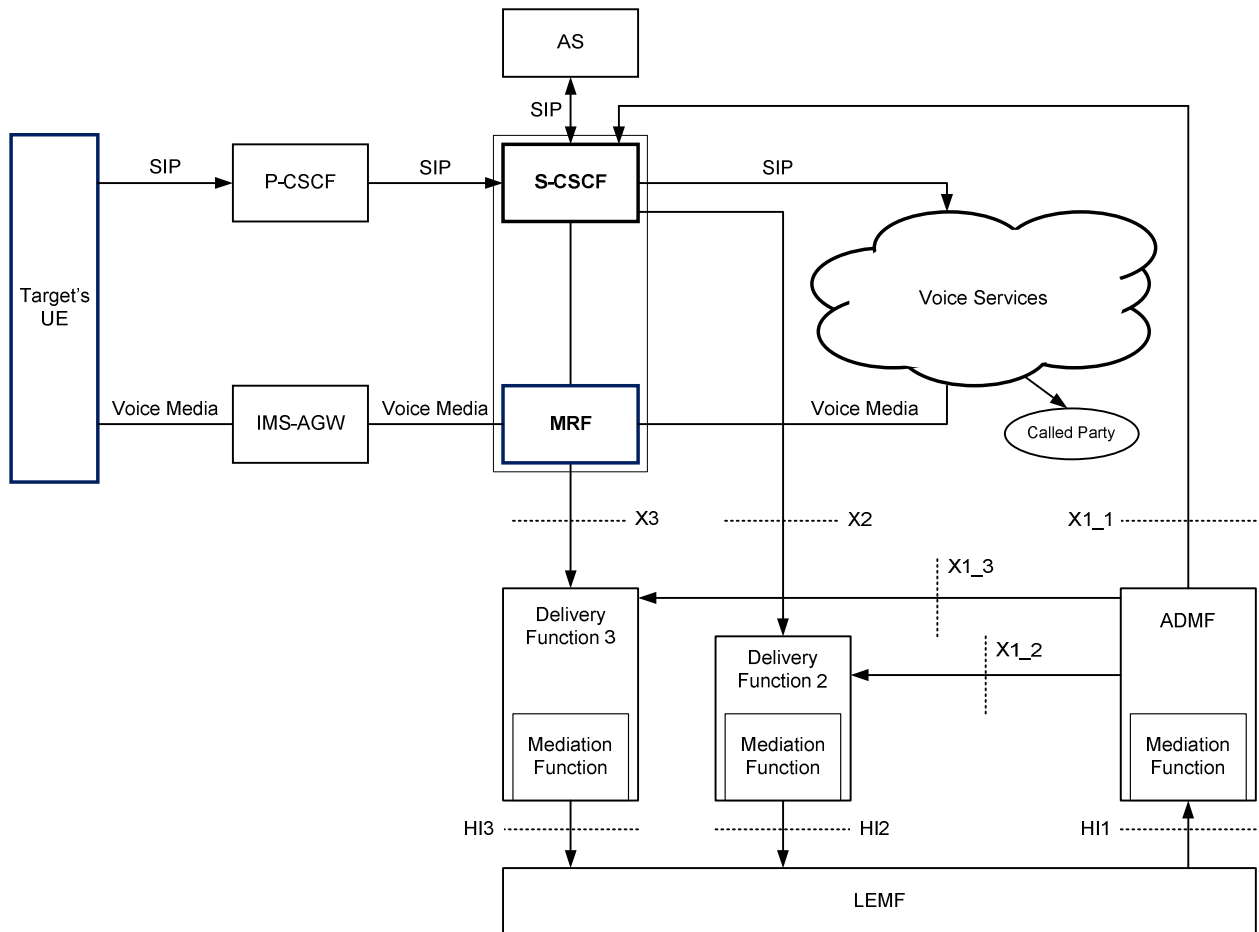 AS
SIP
SIP
P-CSCF
SIP
S-CSCF
SIP
Target's
UE
Voice Services
Voice Media
IMS-AGW
Voice Media
MRF
Voice Media
Called Party
X3
X2
X1_1
X1_3
Delivery
Function 3
ADMF
X1_2
Delivery
Function 2
Mediation
Function
Mediation
Function
Mediation
Function
HI3
HI2
HI1
LEMF